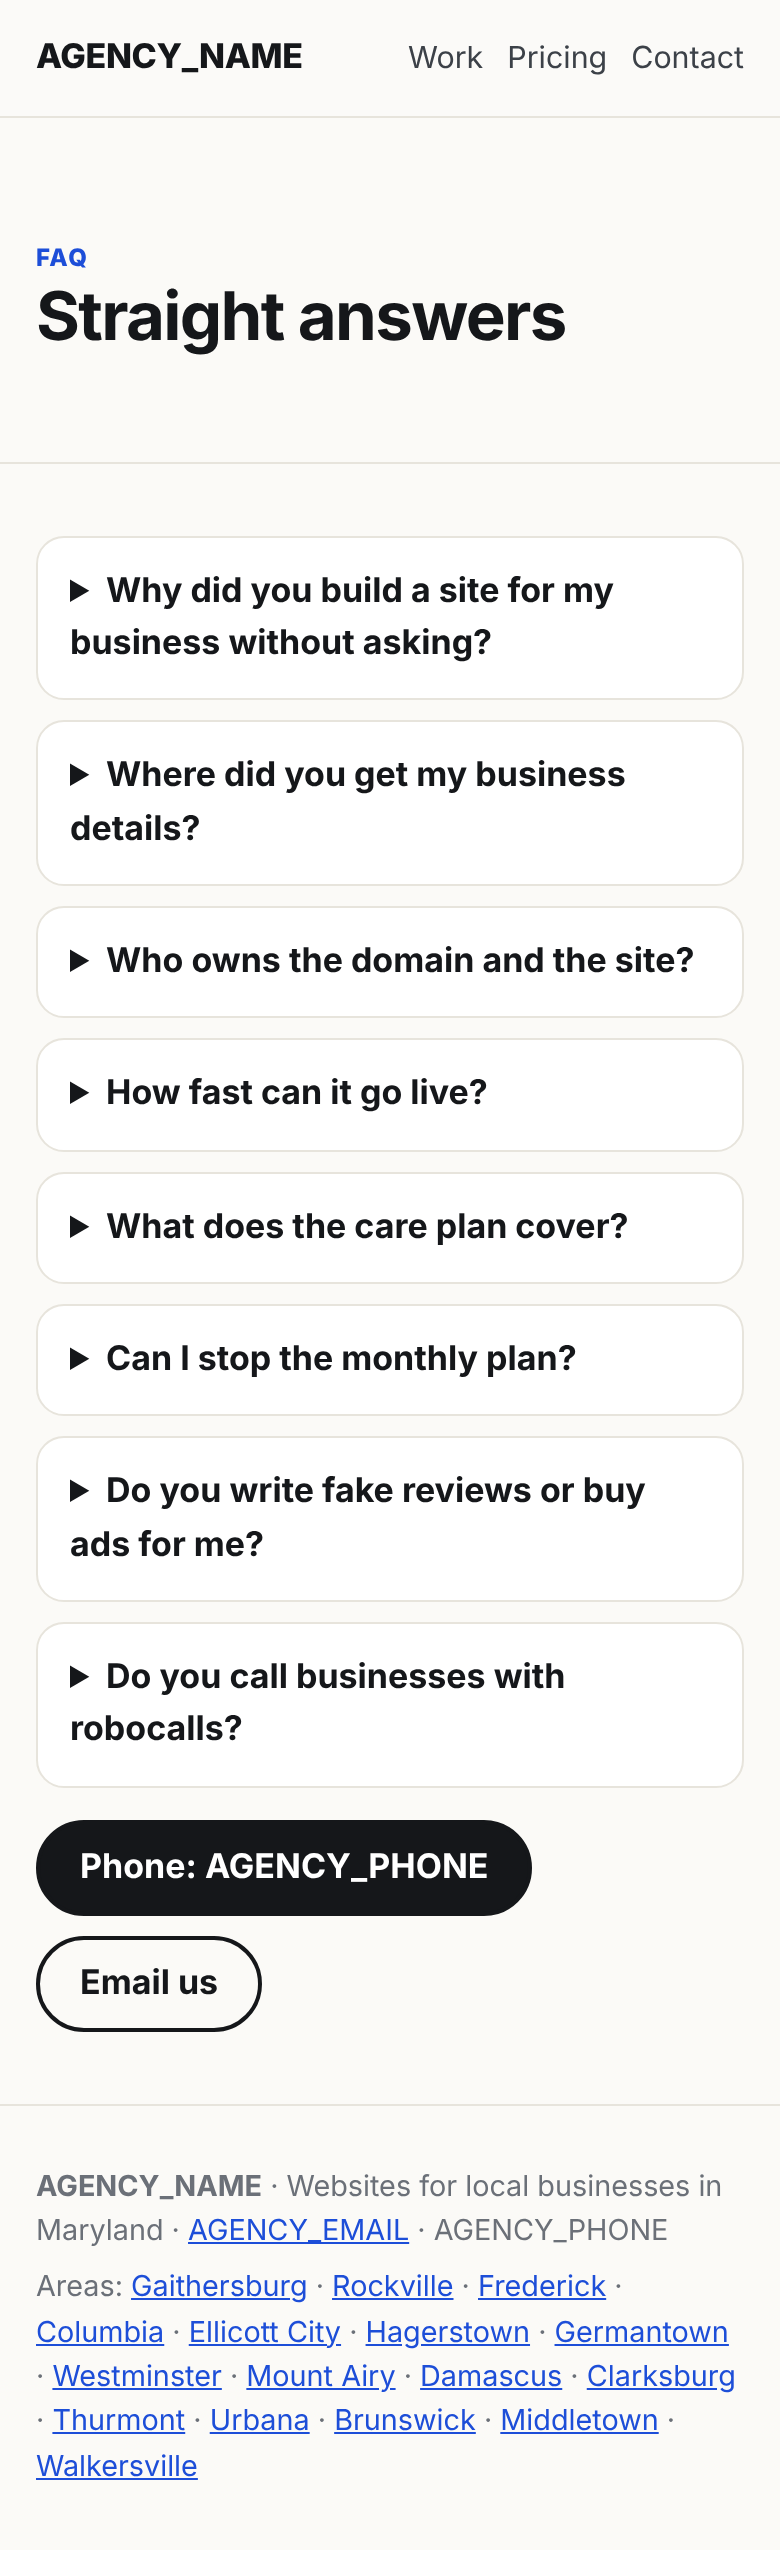 AGENCY_NAME Work Pricing Contact
FAQ
Straight answers
Why did you build a site for my
business without asking?
Where did you get my business
details?
Who owns the domain and the site?
How fast can it go live?
What does the care plan cover?
Can I stop the monthly plan?
Do you write fake reviews or buy
ads for me?
Do you call businesses with
robocalls?
Phone: AGENCY_PHONE
Email us
AGENCY_NAME · Websites for local businesses in
Maryland · AGENCY_EMAIL · AGENCY_PHONE
Areas: Gaithersburg · Rockville · Frederick ·
Columbia · Ellicott City · Hagerstown · Germantown
· Westminster · Mount Airy · Damascus · Clarksburg
· Thurmont · Urbana · Brunswick · Middletown ·
Walkersville